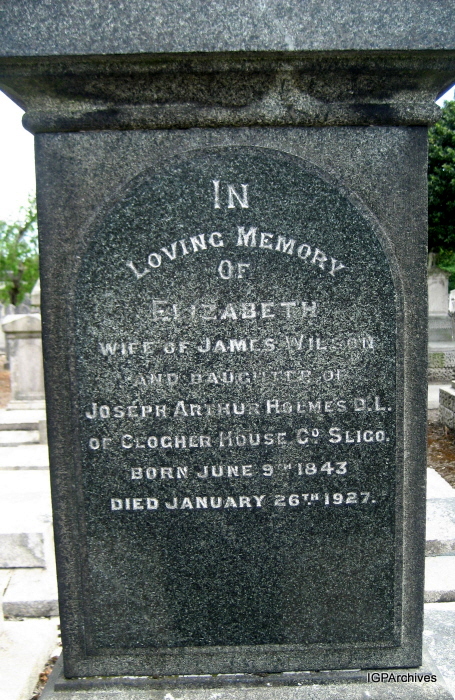 IN
LOVING MEMORY
OF
ELIZABETH
WIFE OF JAMES WILSON
AND DAUGHTER OF
JOSEPH ARTHUR HOLMES D.L.
OF CLOGHER HOUSE CO SLIGO.
BORN JUNE 9TH 1843
DIED JANUARY 26TH 1927.
IGPArchives